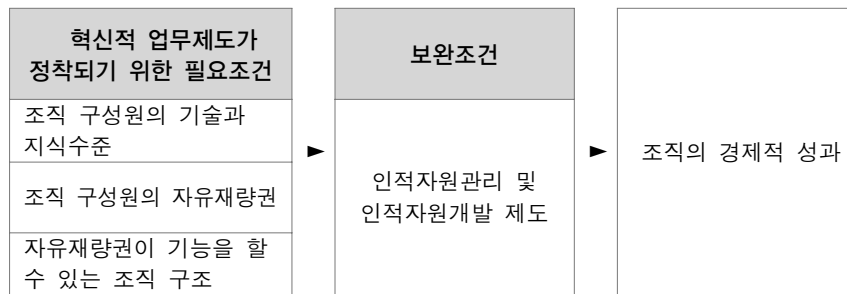 혁신적 업무제도가
정착되기 위한 필요조건
조직 구성원의 기술과
지식수준
조직 구성원의 자유재량권
자유재량권이 기능을 할
수 있는 조직 구조
►
보완조건
인적자원관리 및
인적자원개발 제도
►
조직의 경제적 성과